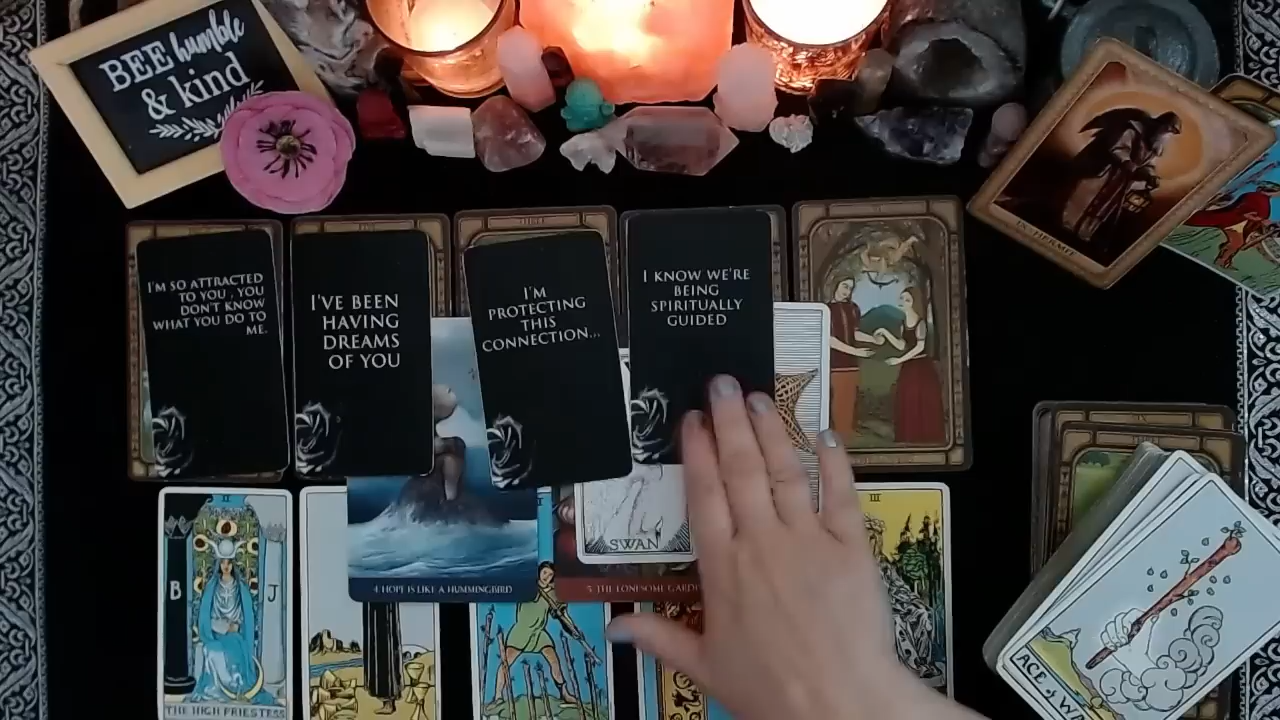 BEE humble
& kind
IX HERMIT
I'M SO ATTRACTED
TO YOU , YOU
DON'T KNOW
WHAT YOU DO TO
ME.
I'VE BEEN
HAVING
DREAMS
OF YOU
I'M
PROTECTING
THIS
CONNECTION...
I KNOW WE'RE
BEING
SPIRITUALLY
GUIDED
II
B
J
THE HIGH PRIESTESS
4 HOPE IS LIKE A HUMMINGBIRD
SWAN
5 THE LONESOME
III
ACE of